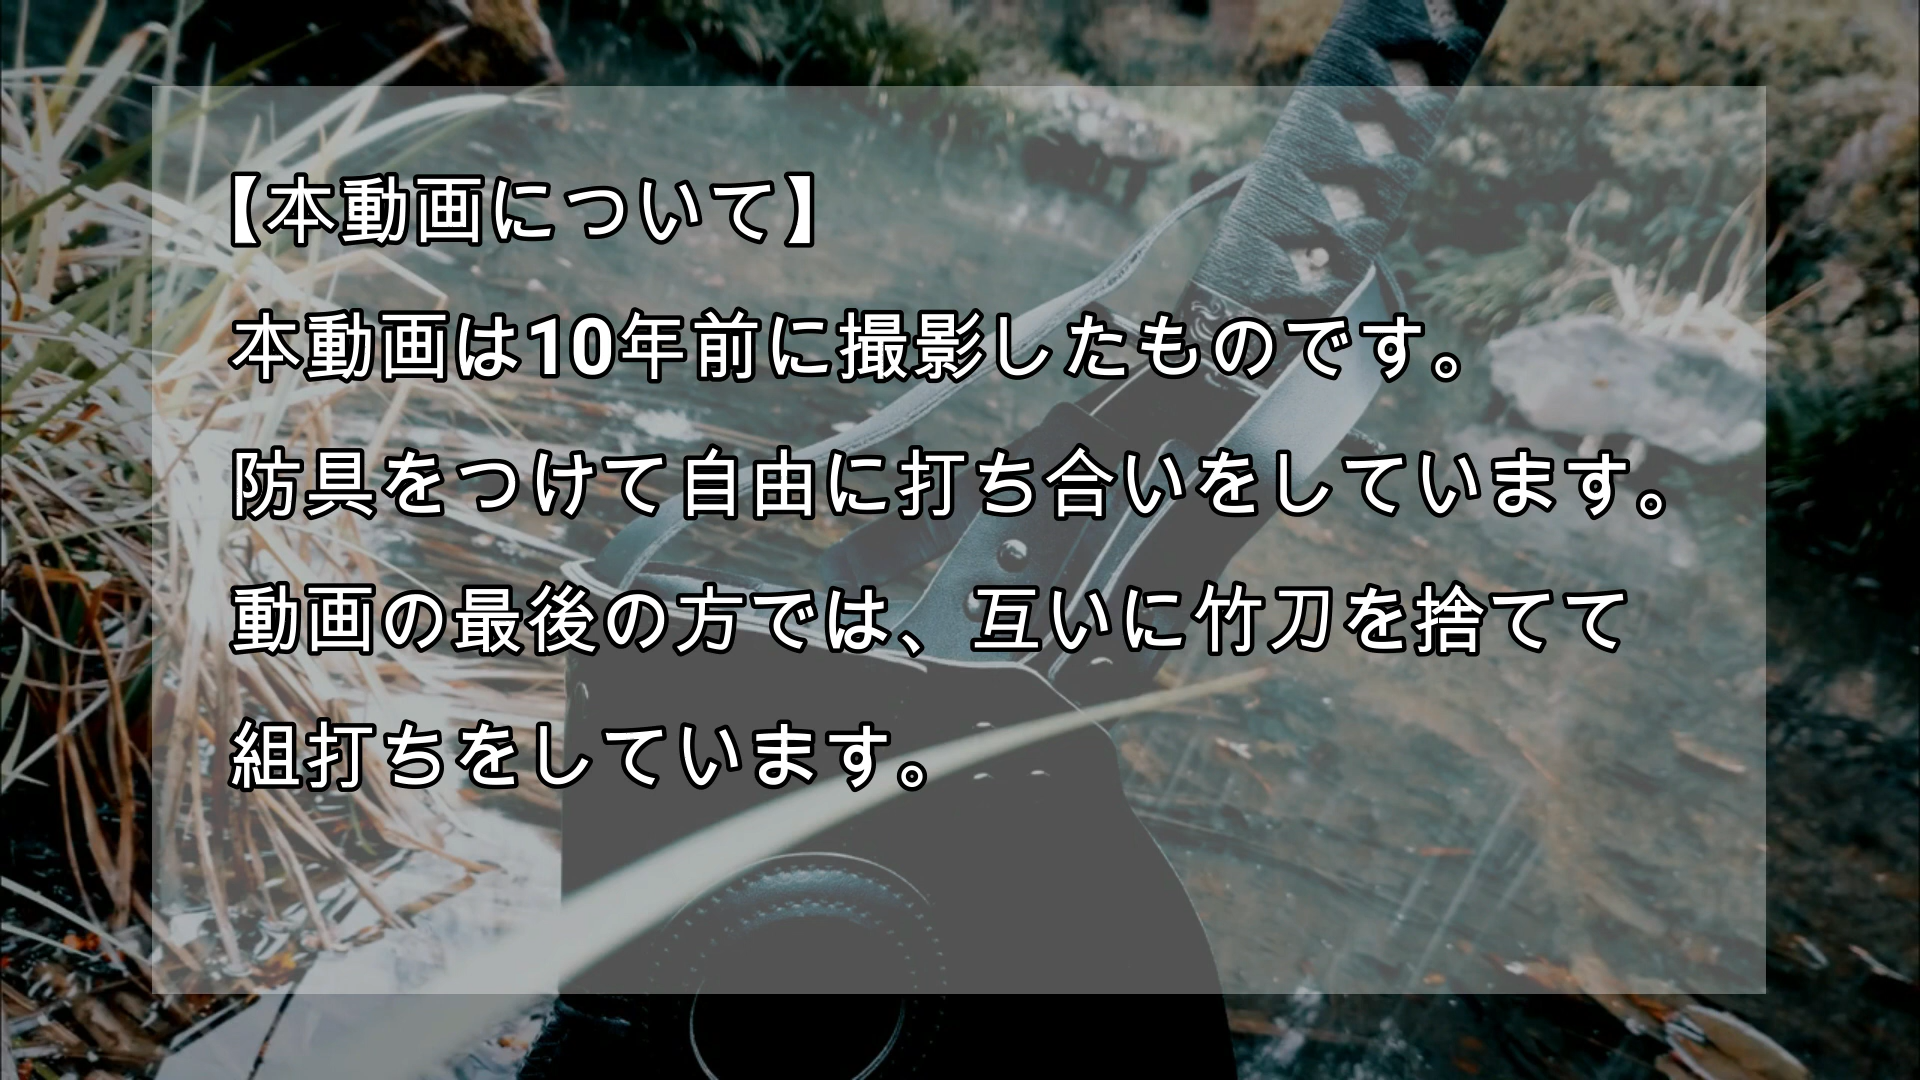 【本動画について】
本動画は10年前に撮影したものです。
防具をつけて自由に打ち合いをしています。
動画の最後の方では、互いに竹刀を捨てて
組打ちをしています。